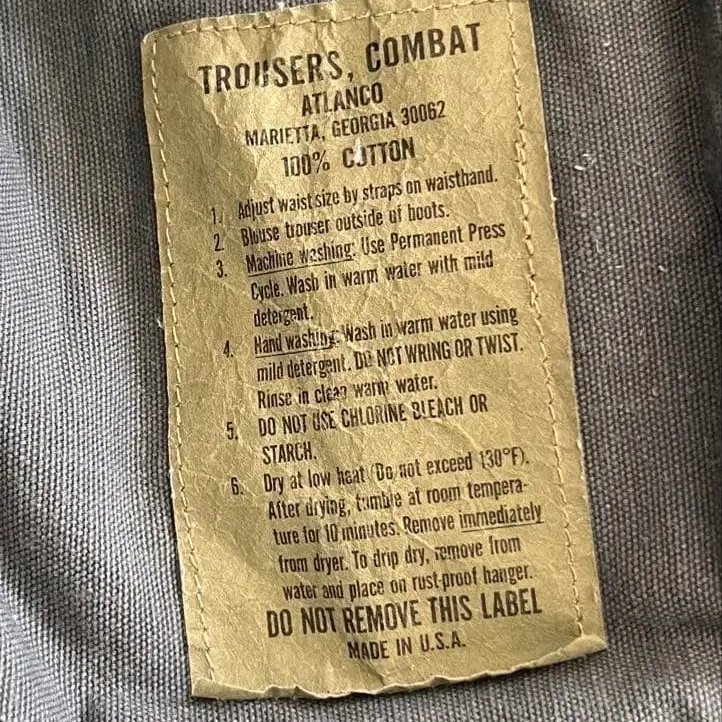 TROUSERS, COMBAT
ATLANCO
MARIETTA, GEORGIA 30062
100% COTTON
1. Adjust waist size by straps on waistband.
2. Blouse trouser outside of boots.
3. Machine washing: Use Permanent Press
Cycle. Wash in warm water with mild
detergent.
4. Hand washing: Wash in warm water using
mild detergent. DO NOT WRING OR TWIST.
Rinse in clean warm water.
5. DO NOT USE CHLORINE BLEACH OR
STARCH.
6. Dry at low heat (Do not exceed 130°F).
After drying, tumble at room tempera-
ture for 10 minutes. Remove immediately
from dryer. To drip dry, remove from
water and place on rust-proof hanger.
DO NOT REMOVE THIS LABEL
MADE IN U.S.A.